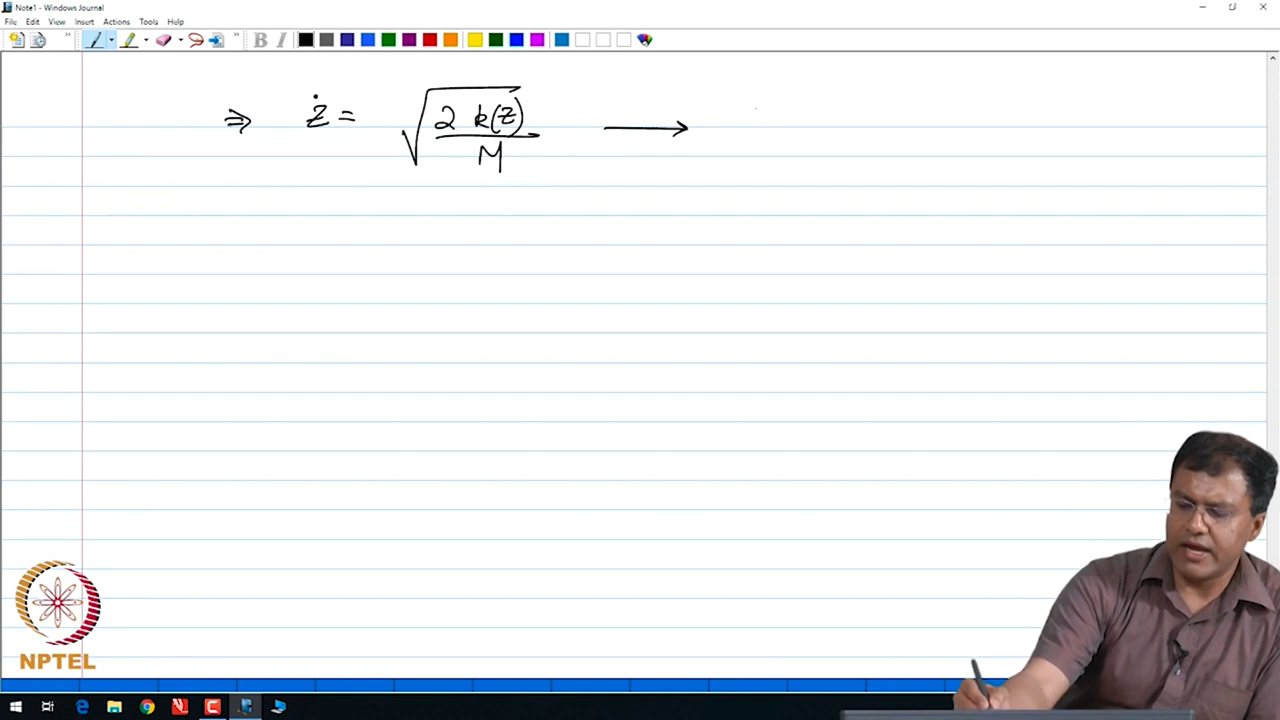 Note1 - Windows Journal
File Edit View Insert Actions Tools Help
B I
⇒ ż = √(2 k(z) / M) ⟶
NPTEL